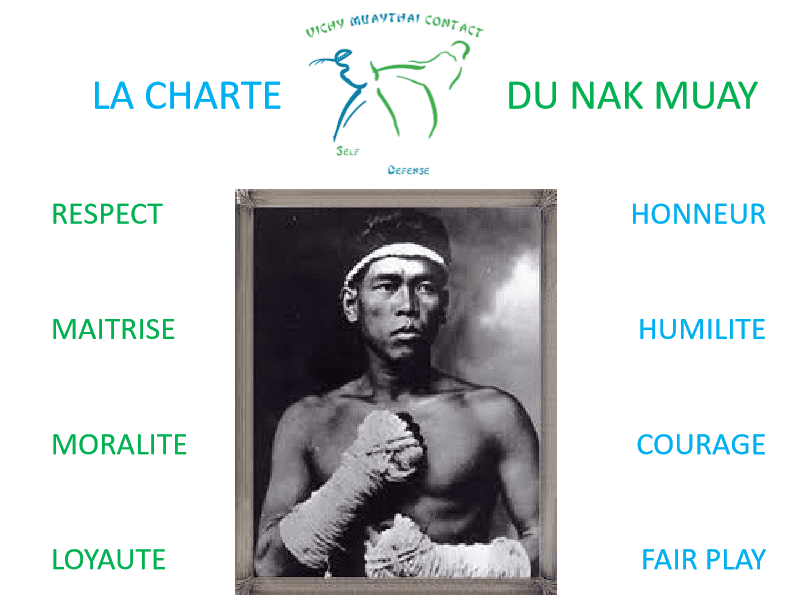 VICHY MUAYTHAI CONTACT
LA CHARTE
DU NAK MUAY
SELF
DEFENSE
RESPECT
HONNEUR
MAITRISE
HUMILITE
MORALITE
COURAGE
LOYAUTE
FAIR PLAY